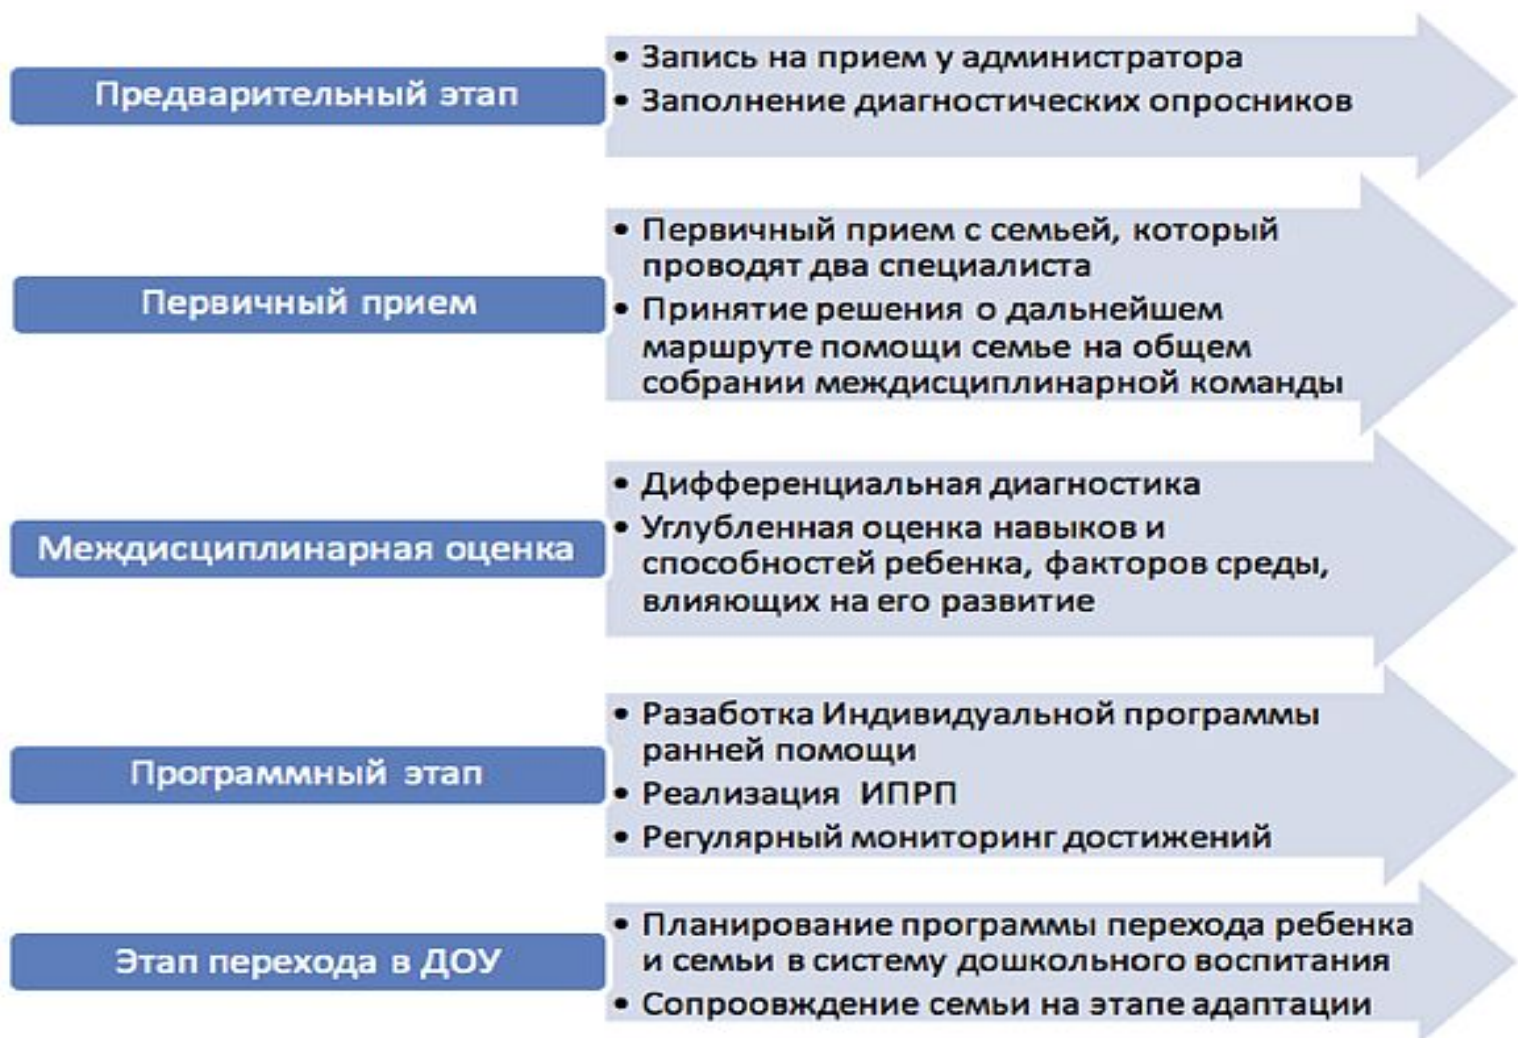 Предварительный этап
• Запись на прием у администратора
• Заполнение диагностических опросников
Первичный прием
• Первичный прием с семьей, который
проводят два специалиста
• Принятие решения о дальнейшем
маршруте помощи семье на общем
собрании междисциплинарной команды
Междисциплинарная оценка
• Дифференциальная диагностика
• Углубленная оценка навыков и
способностей ребенка, факторов среды,
влияющих на его развитие
Программный этап
• Разаботка Индивидуальной программы
ранней помощи
• Реализация ИПРП
• Регулярный мониторинг достижений
Этап перехода в ДОУ
• Планирование программы перехода ребенка
и семьи в систему дошкольного воспитания
• Сопроовждение семьи на этапе адаптации